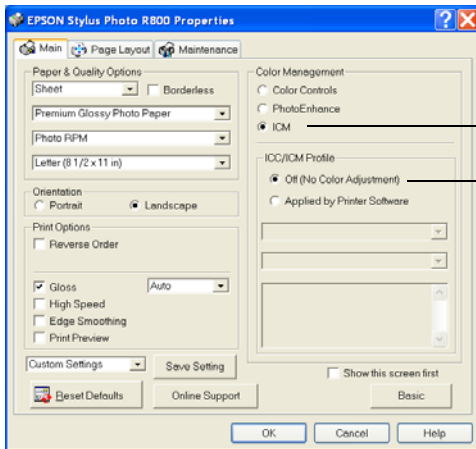 EPSON Stylus Photo R800 Properties
Main
Page Layout
Maintenance
Paper & Quality Options
Sheet
Borderless
Premium Glossy Photo Paper
Photo RPM
Letter (8 1/2 x 11 in)
Orientation
Portrait
Landscape
Print Options
Reverse Order
Gloss
Auto
High Speed
Edge Smoothing
Print Preview
Custom Settings
Save Setting
Reset Defaults
Online Support
Color Management
Color Controls
PhotoEnhance
ICM
ICC/ICM Profile
Off (No Color Adjustment)
Applied by Printer Software
Show this screen first
Basic
OK
Cancel
Help